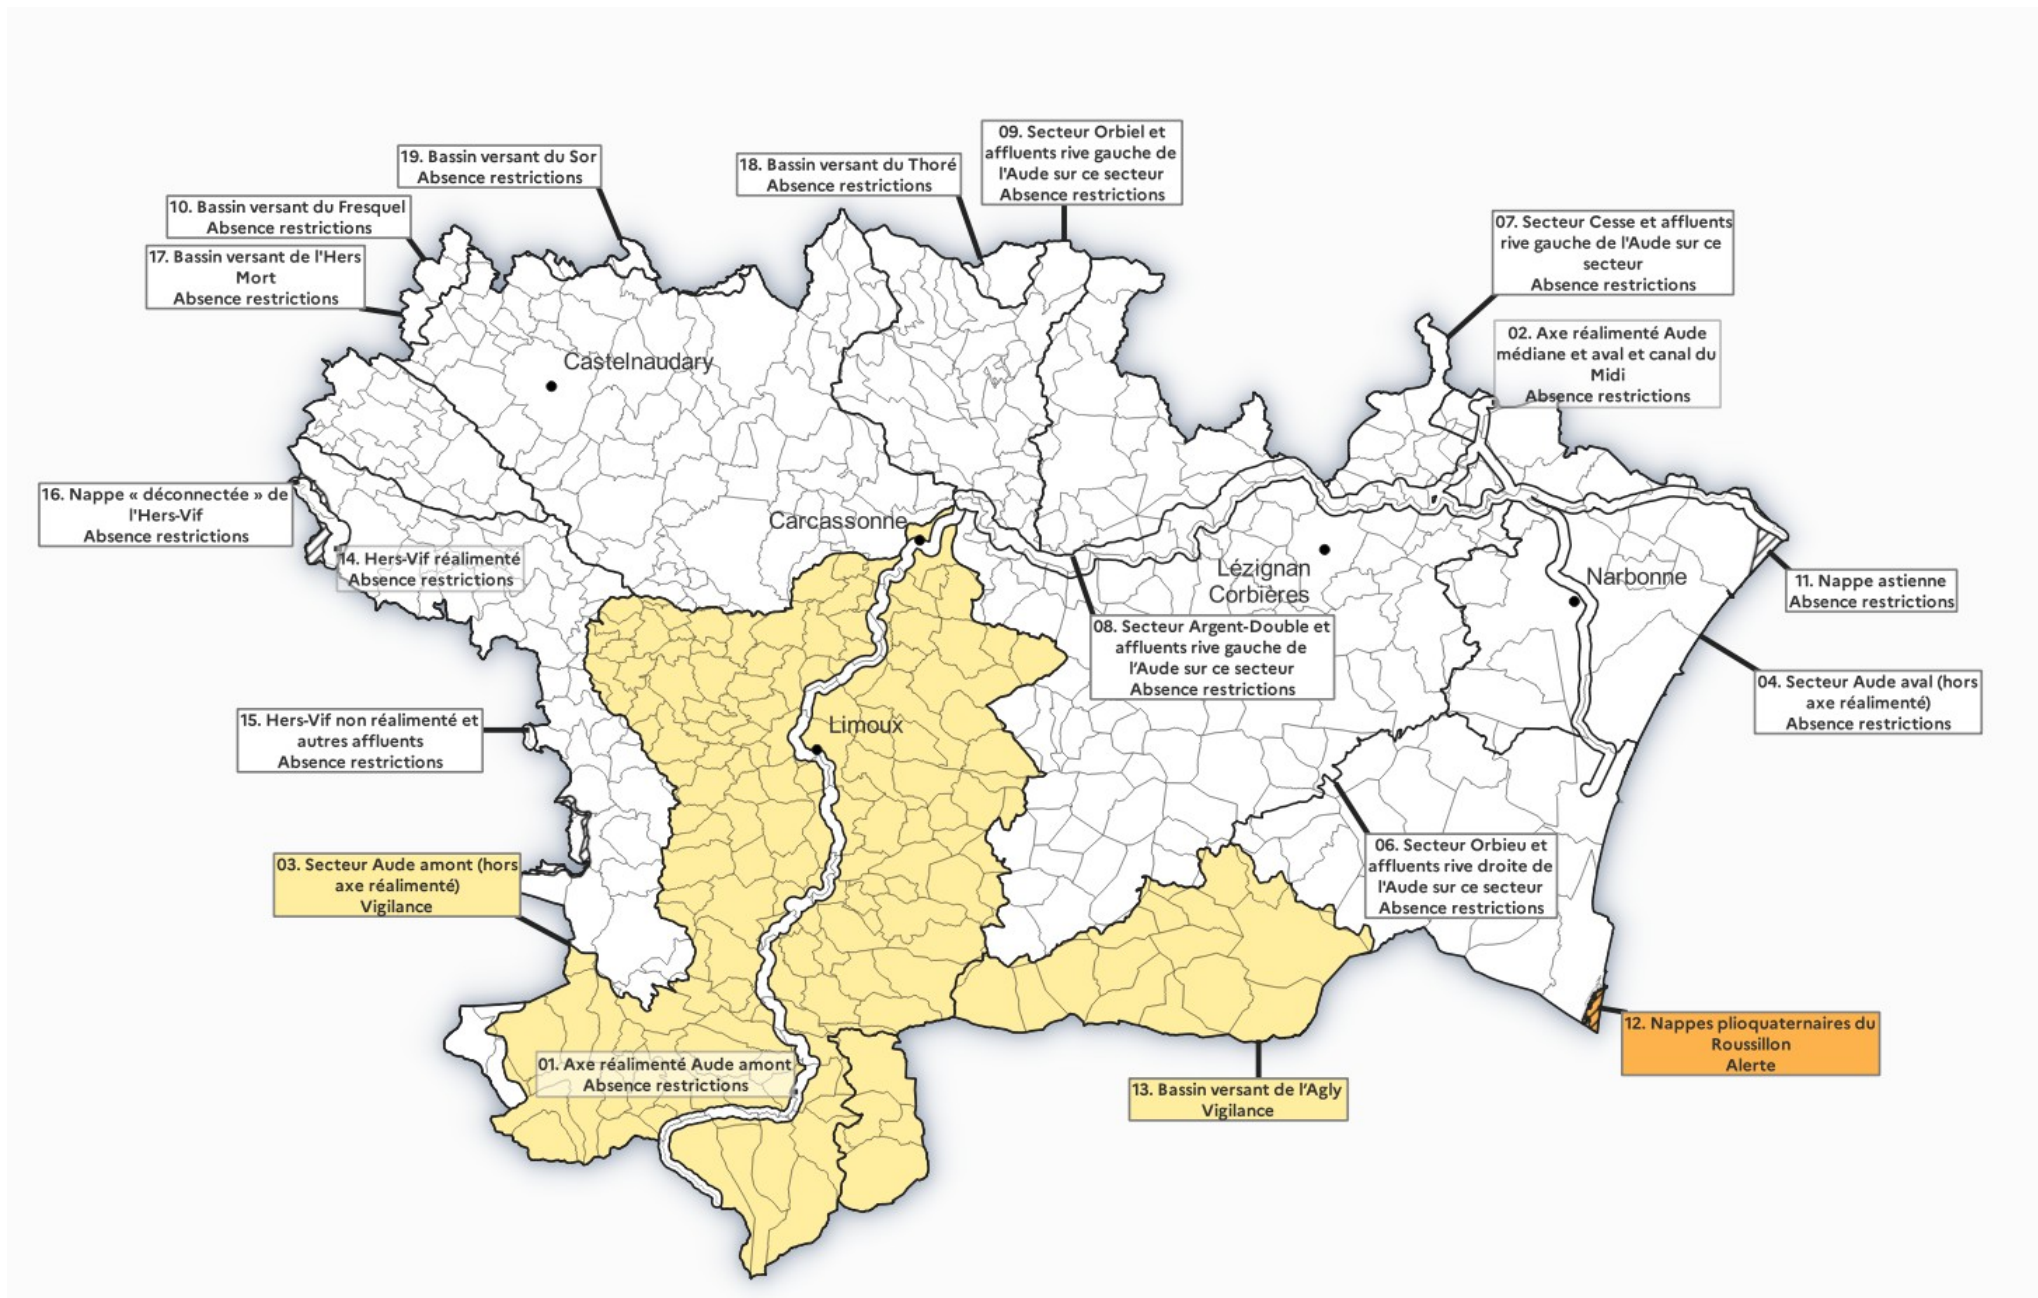 09. Secteur Orbiel et
affluents rive gauche de
l'Aude sur ce secteur
Absence restrictions
19. Bassin versant du Sor
Absence restrictions
18. Bassin versant du Thoré
Absence restrictions
10. Bassin versant du Fresquel
Absence restrictions
07. Secteur Cesse et affluents
rive gauche de l'Aude sur ce
secteur
Absence restrictions
17. Bassin versant de l'Hers
Mort
Absence restrictions
02. Axe réalimenté Aude
médiane et aval et canal du
Midi
Absence restrictions
Castelnaudary
16. Nappe « déconnectée » de
l'Hers-Vif
Absence restrictions
Carcassonne
14. Hers-Vif réalimenté
Absence restrictions
Lézignan
Corbières
Narbonne
11. Nappe astienne
Absence restrictions
08. Secteur Argent-Double et
affluents rive gauche de
l’Aude sur ce secteur
Absence restrictions
04. Secteur Aude aval (hors
axe réalimenté)
Absence restrictions
15. Hers-Vif non réalimenté et
autres affluents
Absence restrictions
Limoux
06. Secteur Orbieu et
affluents rive droite de
l'Aude sur ce secteur
Absence restrictions
03. Secteur Aude amont (hors
axe réalimenté)
Vigilance
12. Nappes plioquaternaires du
Roussillon
Alerte
01. Axe réalimenté Aude amont
Absence restrictions
13. Bassin versant de l’Agly
Vigilance